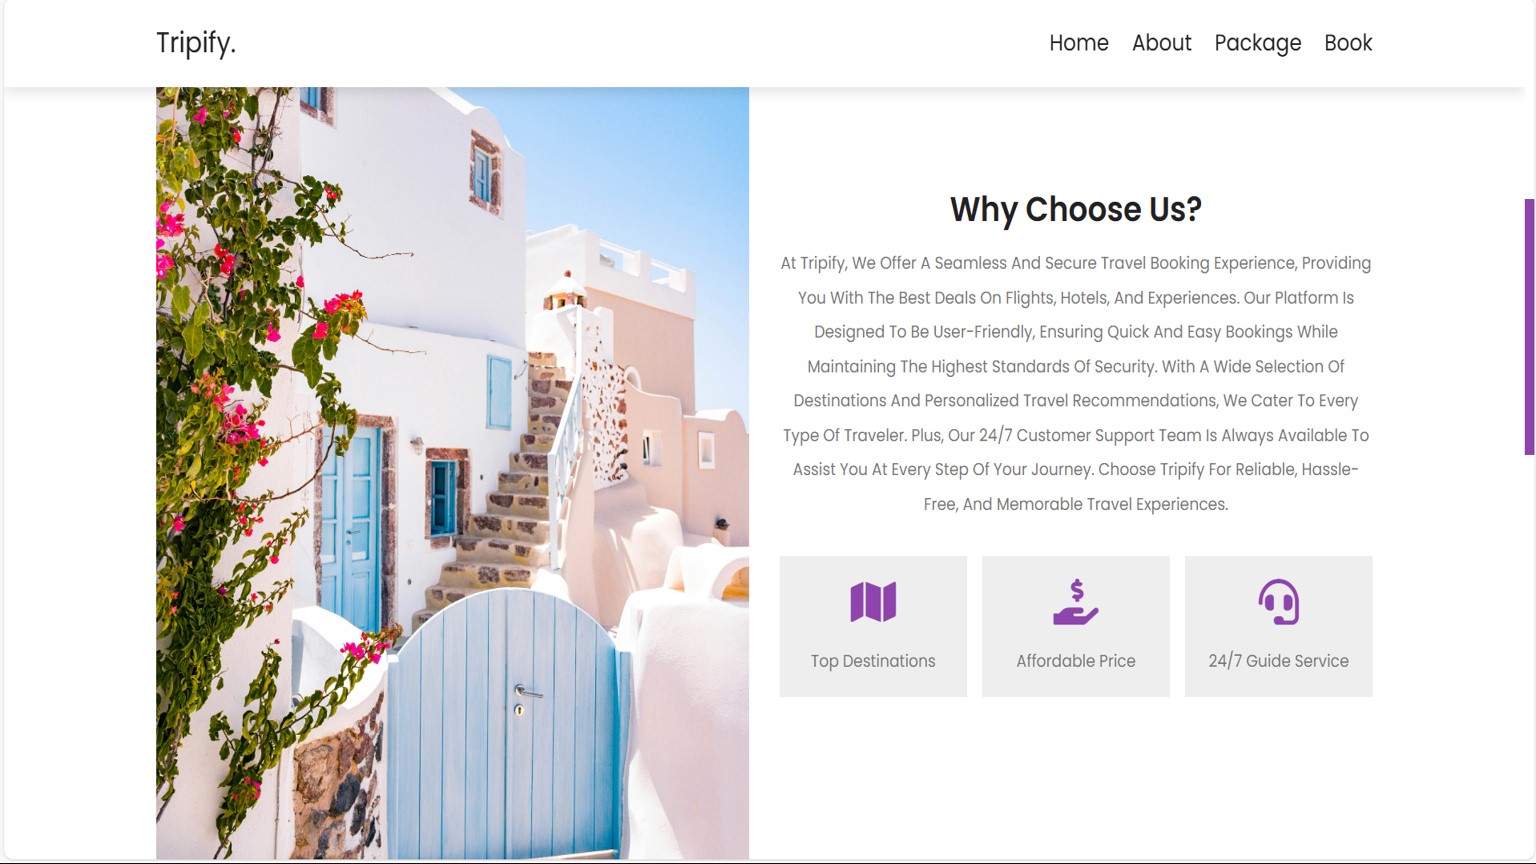 Tripify.
Home About Package Book
Why Choose Us?
At Tripify, We Offer A Seamless And Secure Travel Booking Experience, Providing
You With The Best Deals On Flights, Hotels, And Experiences. Our Platform Is
Designed To Be User-Friendly, Ensuring Quick And Easy Bookings While
Maintaining The Highest Standards Of Security. With A Wide Selection Of
Destinations And Personalized Travel Recommendations, We Cater To Every
Type Of Traveler. Plus, Our 24/7 Customer Support Team Is Always Available To
Assist You At Every Step Of Your Journey. Choose Tripify For Reliable, Hassle-
Free, And Memorable Travel Experiences.
$
Top Destinations
Affordable Price
24/7 Guide Service